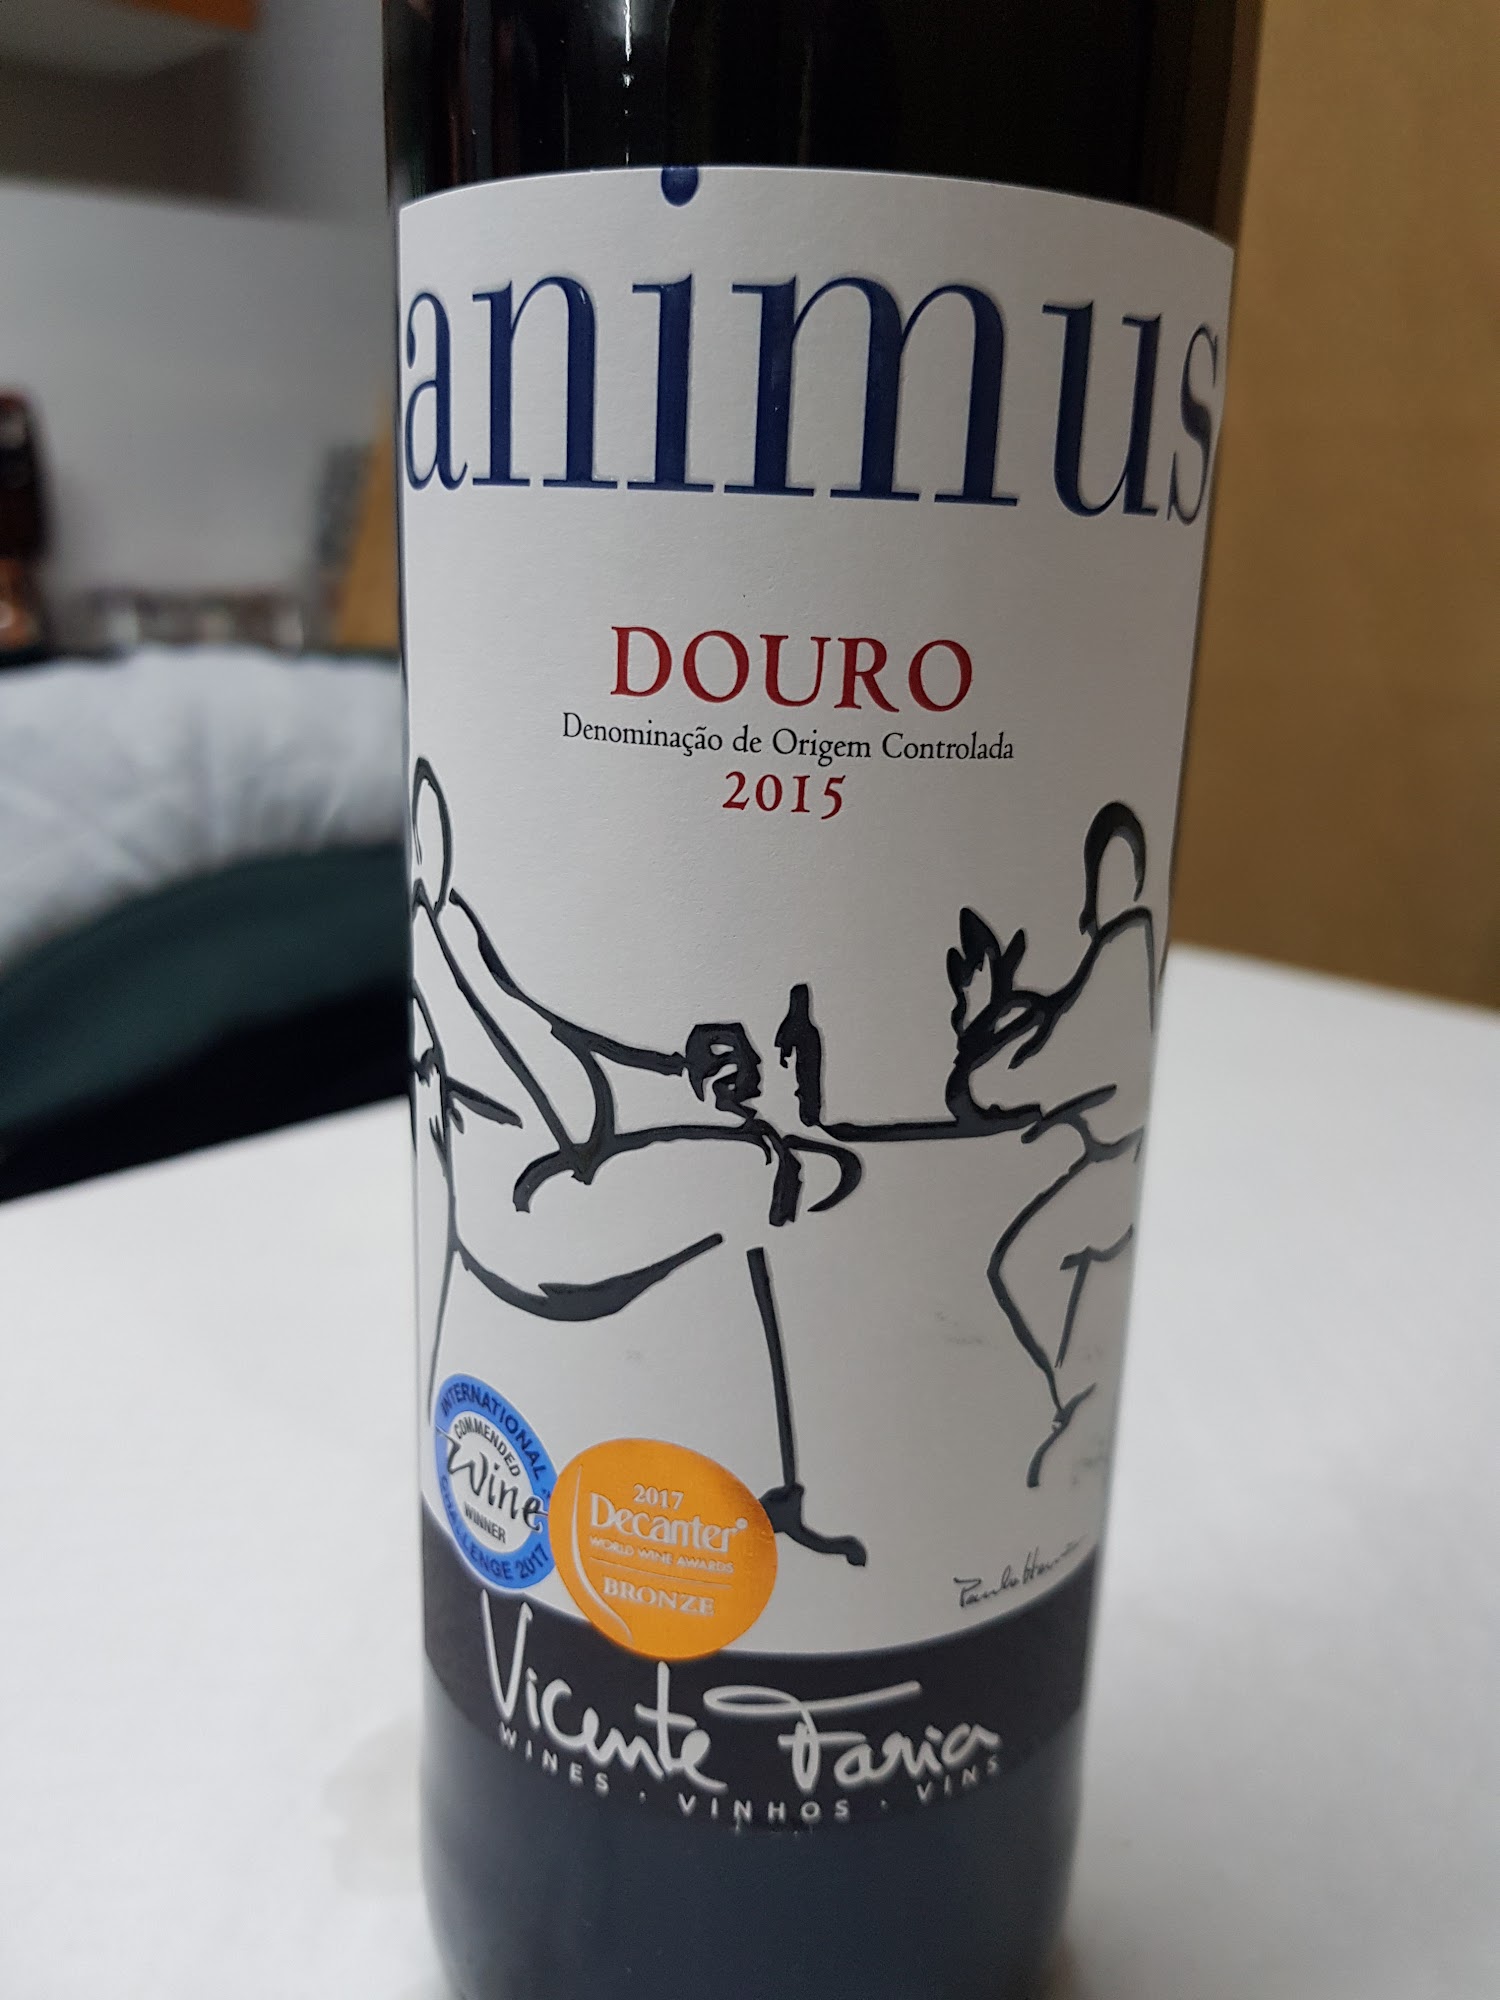 animus
DOURO
Denominação de Origem Controlada
2015
INTERNATIONAL
COMMENDED
wine
WINNER
CHALLENGE 2017
2017
Decanter
WORLD WINE AWARDS
BRONZE
Vicente Faria
WINES · VINHOS · VINS